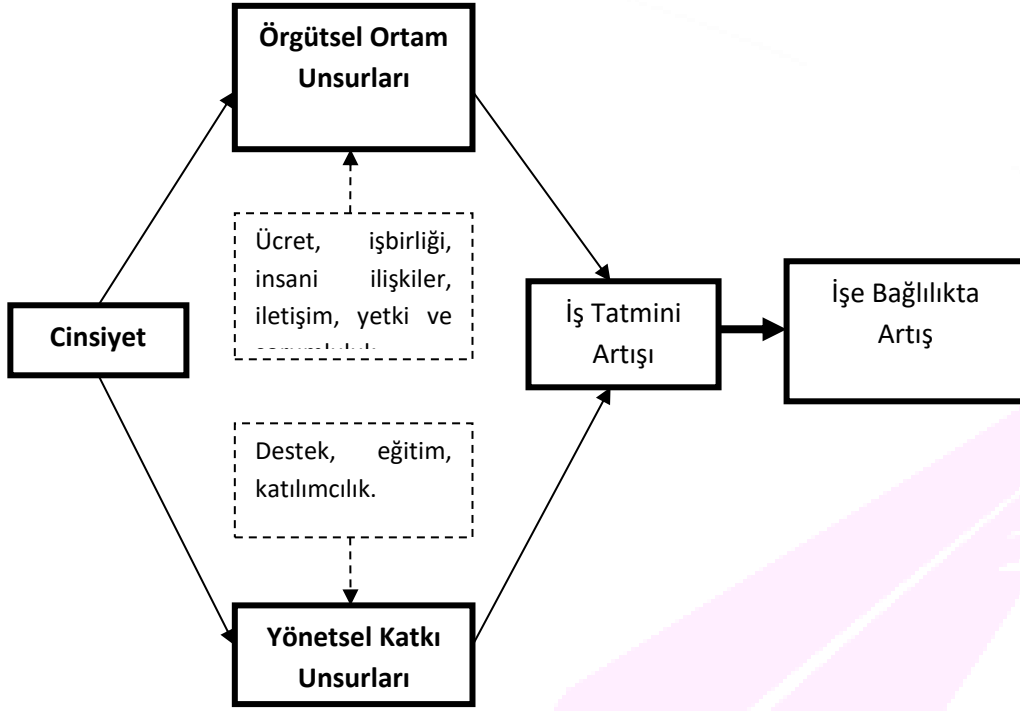 Örgütsel Ortam
Unsurları
Ücret, işbirliği,
insani ilişkiler,
iletişim, yetki ve
Cinsiyet
İş Tatmini
Artışı
İşe Bağlılıkta
Artış
Destek, eğitim,
katılımcılık.
Yönetsel Katkı
Unsurları